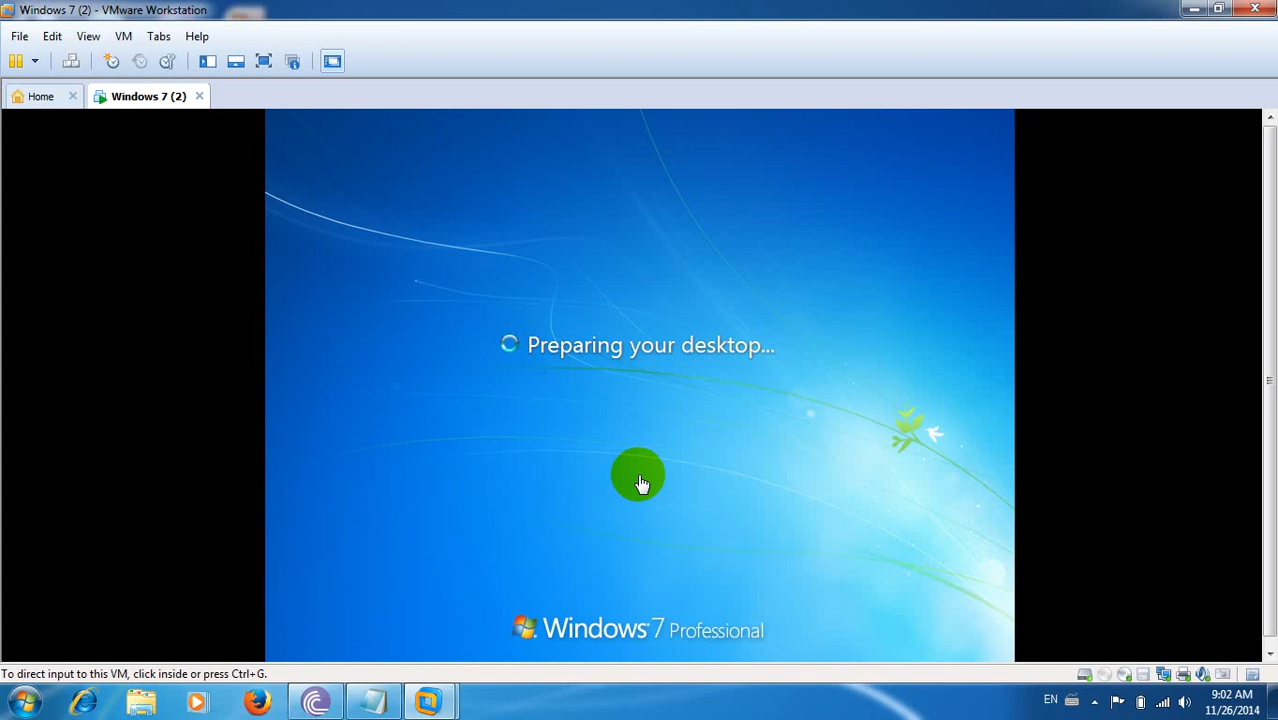 Windows 7 (2) - VMware Workstation
File Edit View VM Tabs Help
Home Windows 7 (2)
Preparing your desktop...
Windows 7 Professional
To direct input to this VM, click inside or press Ctrl+G.
EN 9:02 AM
11/26/2014